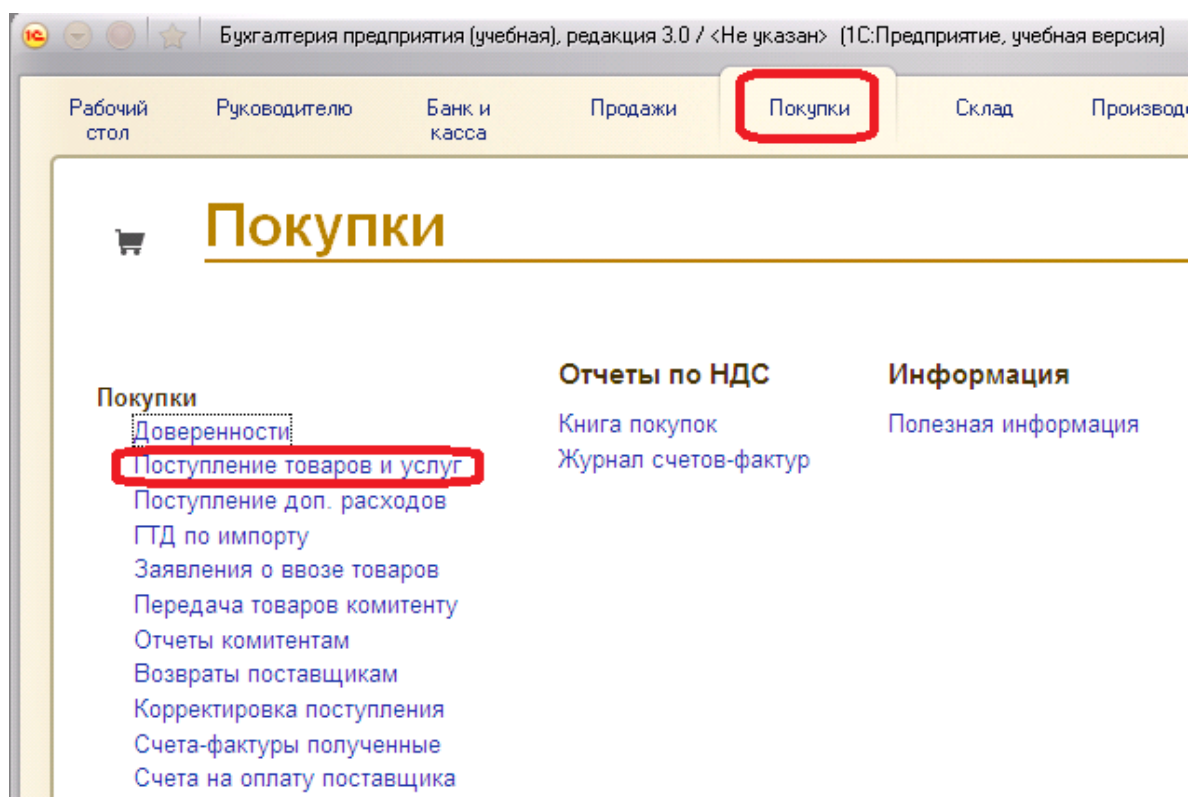 1С Бухгалтерия предприятия (учебная), редакция 3.0 / <Не указан> (1С:Предприятие, учебная версия)
Рабочий стол
Руководителю
Банк и касса
Продажи
Покупки
Склад
Производ
Покупки
Покупки
Доверенности
Поступление товаров и услуг
Поступление доп. расходов
ГТД по импорту
Заявления о ввозе товаров
Передача товаров комитенту
Отчеты комитентам
Возвраты поставщикам
Корректировка поступления
Счета-фактуры полученные
Счета на оплату поставщика
Отчеты по НДС
Книга покупок
Журнал счетов-фактур
Информация
Полезная информация